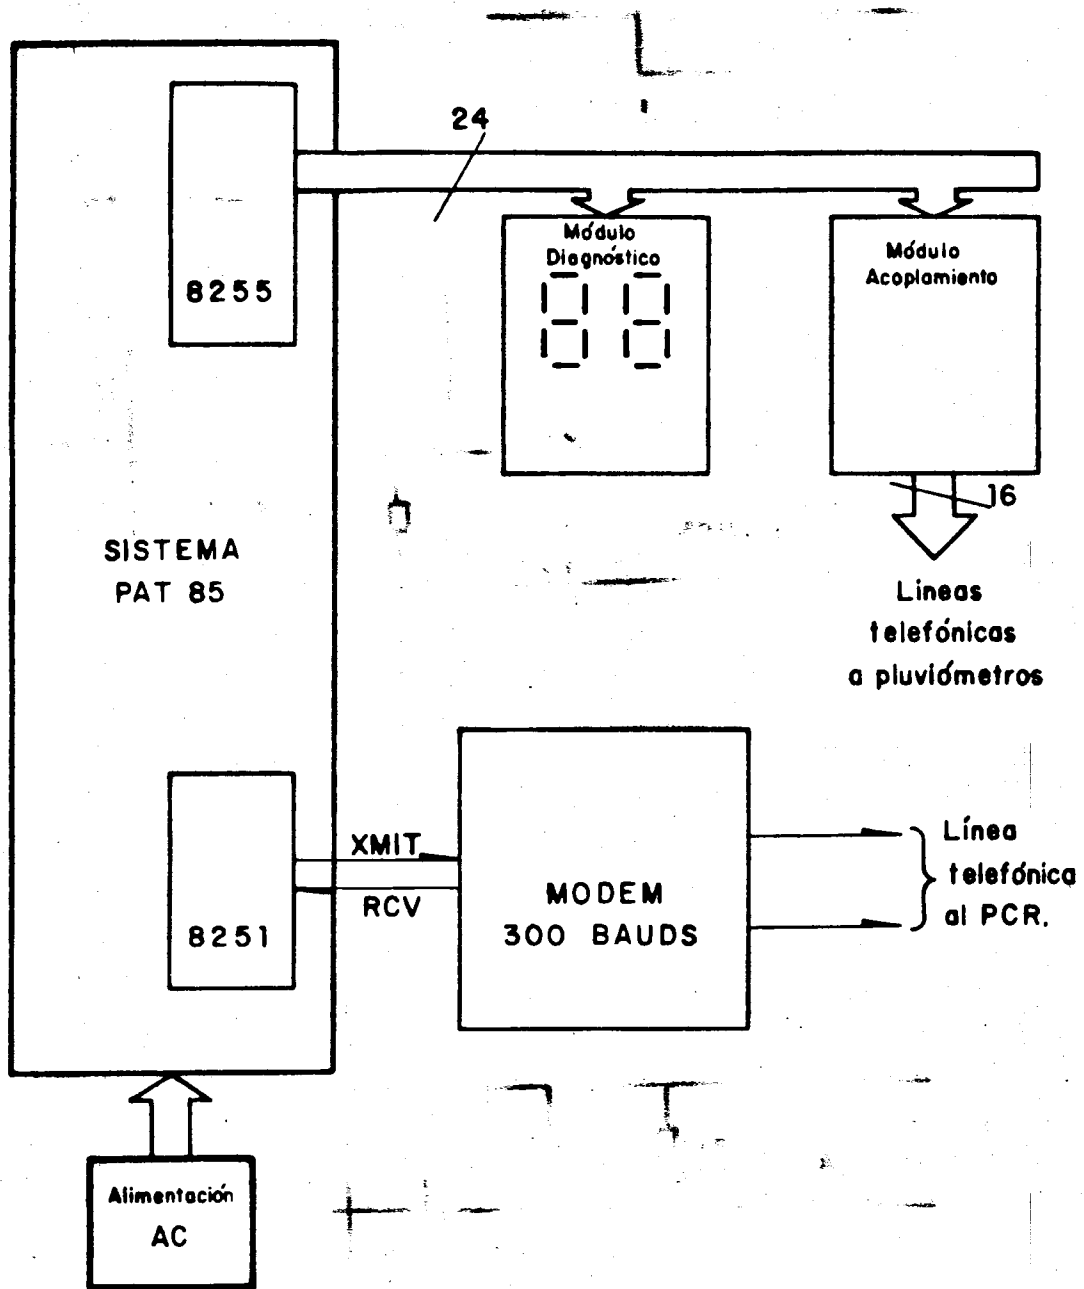 24
8255
Módulo
Diagnóstico
88
Módulo
Acoplamiento
16
Lineas
telefónicas
a pluviómetros
SISTEMA
PAT 85
8251
XMIT
RCV
MODEM
300 BAUDS
Línea
telefónica
al PCR.
Alimentación
AC